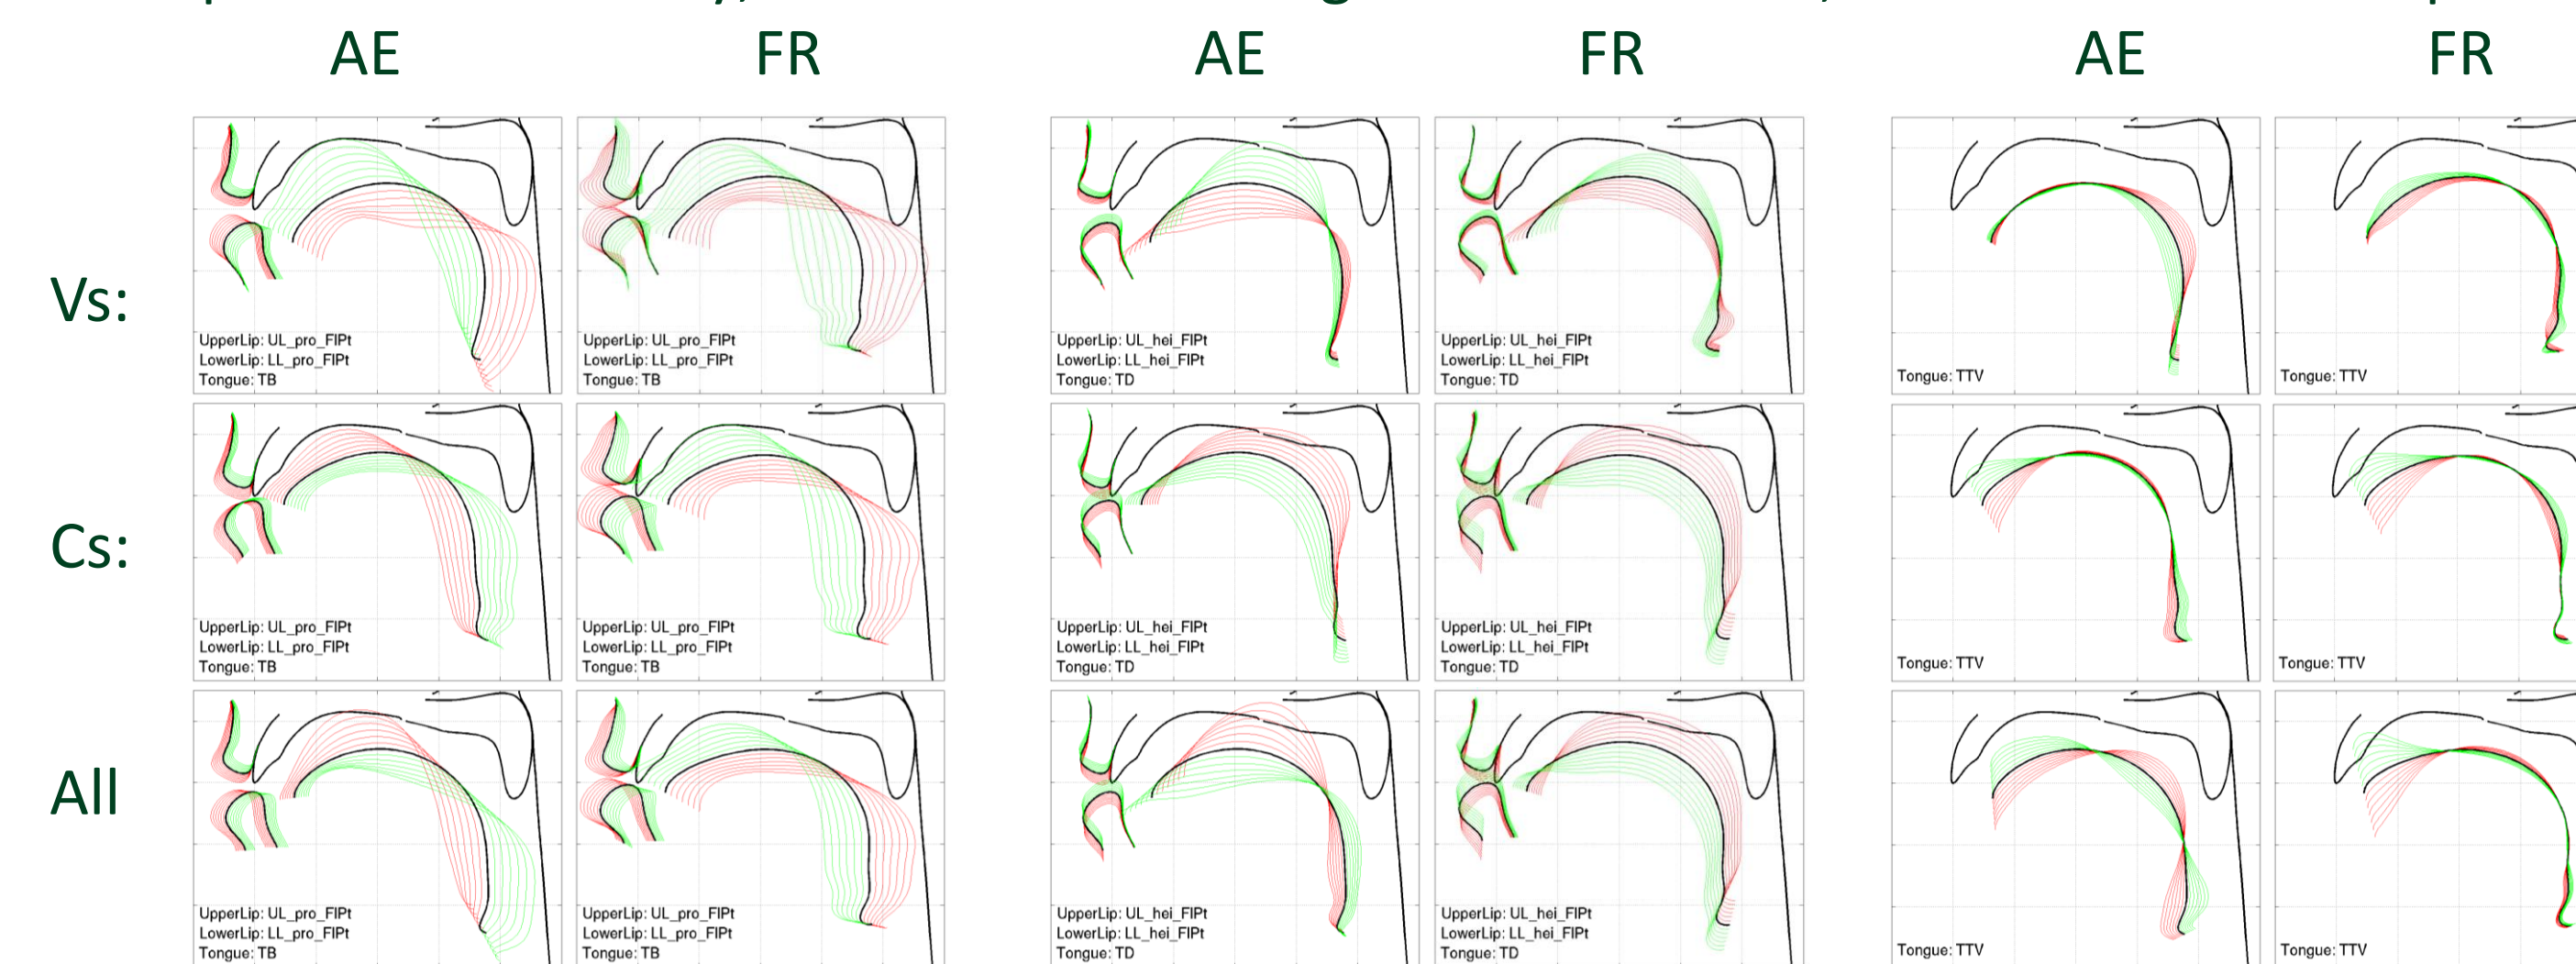 AE FR AE FR AE FR
Vs:
UpperLip: UL_pro_FlPt
LowerLip: LL_pro_FlPt
Tongue: TB
UpperLip: UL_pro_FlPt
LowerLip: LL_pro_FlPt
Tongue: TB
UpperLip: UL_hei_FlPt
LowerLip: LL_hei_FlPt
Tongue: TD
UpperLip: UL_hei_FlPt
LowerLip: LL_hei_FlPt
Tongue: TD
Tongue: TTV
Tongue: TTV
Cs:
UpperLip: UL_pro_FlPt
LowerLip: LL_pro_FlPt
Tongue: TB
UpperLip: UL_pro_FlPt
LowerLip: LL_pro_FlPt
Tongue: TB
UpperLip: UL_hei_FlPt
LowerLip: LL_hei_FlPt
Tongue: TD
UpperLip: UL_hei_FlPt
LowerLip: LL_hei_FlPt
Tongue: TD
Tongue: TTV
Tongue: TTV
All
UpperLip: UL_pro_FlPt
LowerLip: LL_pro_FlPt
Tongue: TB
UpperLip: UL_pro_FlPt
LowerLip: LL_pro_FlPt
Tongue: TB
UpperLip: UL_hei_FlPt
LowerLip: LL_hei_FlPt
Tongue: TD
UpperLip: UL_hei_FlPt
LowerLip: LL_hei_FlPt
Tongue: TD
Tongue: TTV
Tongue: TTV